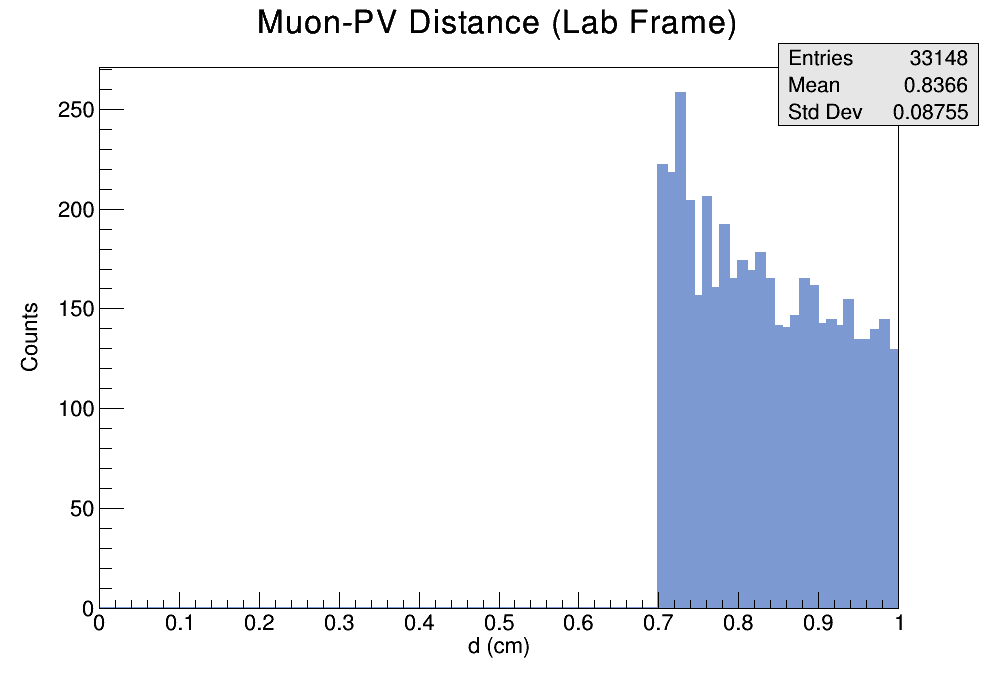 Muon-PV Distance (Lab Frame)
Entries 33148
Mean 0.8366
Std Dev 0.08755
250
200
150
100
50
0
Counts
0 0.1 0.2 0.3 0.4 0.5 0.6 0.7 0.8 0.9 1
d (cm)